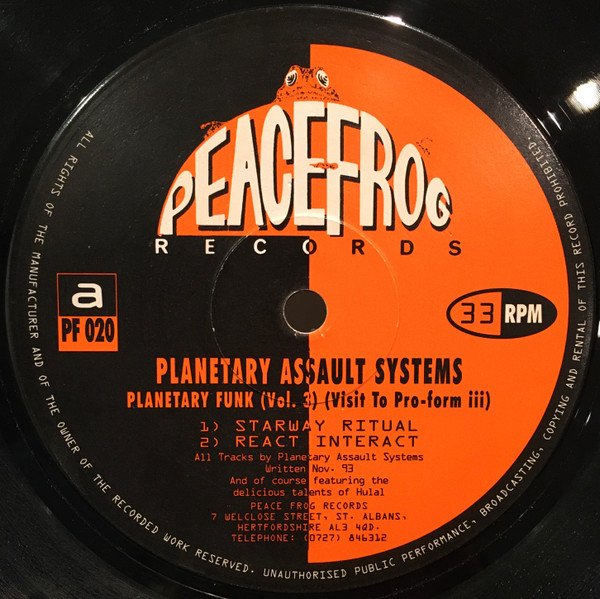 PEACEFROG
RECORDS
a
PF 020
33 RPM
PLANETARY ASSAULT SYSTEMS
PLANETARY FUNK (Vol. 3) (Visit To Pro-form iii)
1) STARWAY RITUAL
2) REACT INTERACT
All Tracks by Planetary Assault Systems
Written Nov. 93
And of course featuring the
delicious talents of Hulal
PEACE FROG RECORDS
7 WELCLOSE STREET, ST. ALBANS,
HERTFORDSHIRE AL3 4QD.
TELEPHONE: (0727) 846312
ALL RIGHTS OF THE MANUFACTURER AND OF THE OWNER OF THE RECORDED WORK RESERVED. UNAUTHORISED PUBLIC PERFORMANCE, BROADCASTING, COPYING AND RENTAL OF THIS RECORD PROHIBITED.